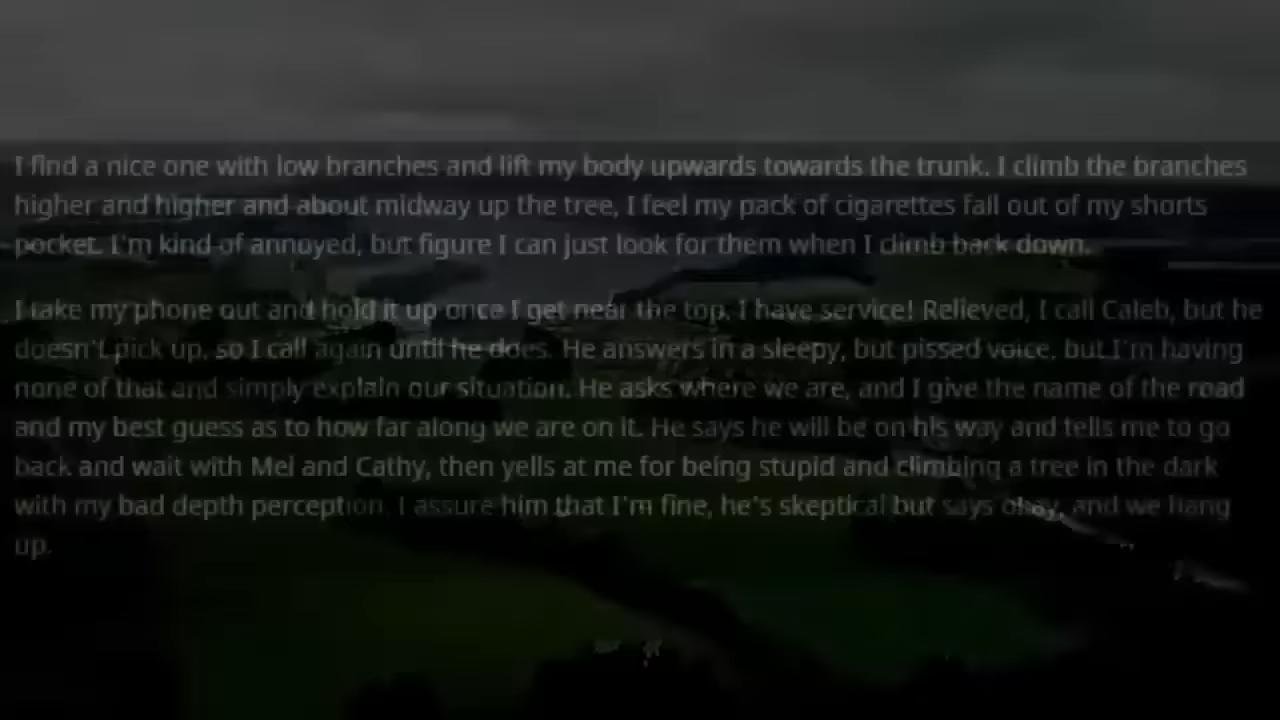 I find a nice one with low branches and lift my body upwards towards the trunk. I climb the branches
higher and higher and about midway up the tree, I feel my pack of cigarettes fall out of my shorts
pocket. I'm kind of annoyed, but figure I can just look for them when I climb back down.
I take my phone out and hold it up once I get near the top. I have service! Relieved, I call Caleb, but he
doesn't pick up, so I call again until he does. He answers in a sleepy, but pissed voice, but I'm having
none of that and simply explain our situation. He asks where we are, and I give the name of the road
and my best guess as to how far along we are on it. He says he will be on his way and tells me to go
back and wait with Mel and Cathy, then yells at me for being stupid and climbing a tree in the dark
with my bad depth perception. I assure him that I'm fine, he's skeptical but says okay, and we hang
up.